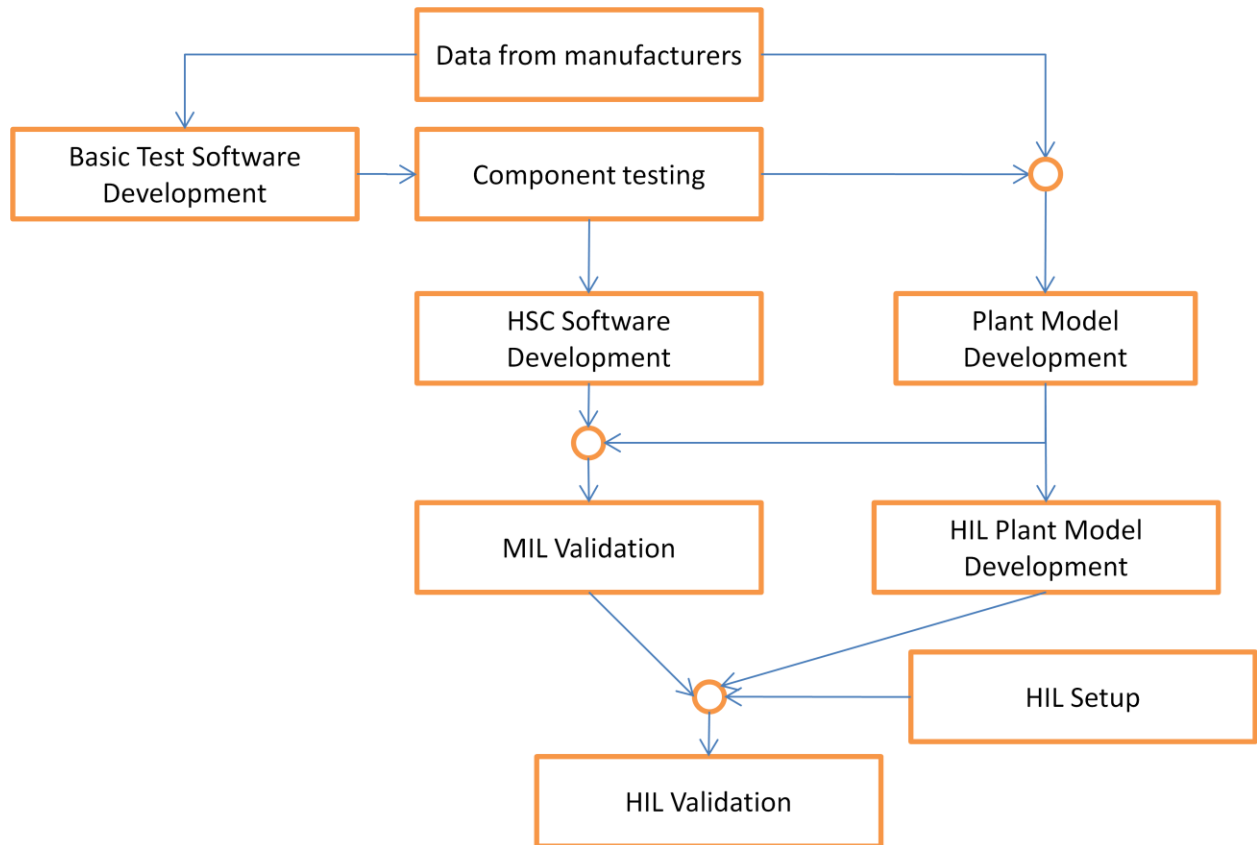 Data from manufacturers
Basic Test Software
Development
Component testing
HSC Software
Development
Plant Model
Development
MIL Validation
HIL Plant Model
Development
HIL Setup
HIL Validation